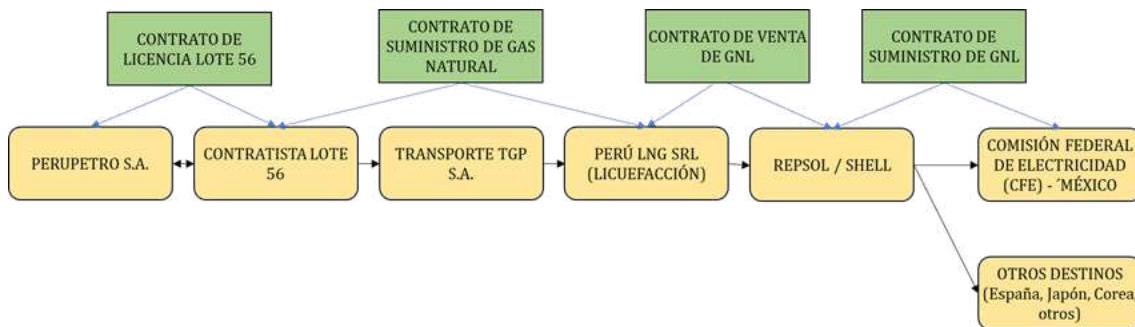 CONTRATO DE
LICENCIA LOTE 56
CONTRATO DE
SUMINISTRO DE GAS
NATURAL
CONTRATO DE VENTA
DE GNL
CONTRATO DE
SUMINISTRO DE GNL
PERUPETRO S.A.
CONTRATISTA LOTE
56
TRANSPORTE TGP
S.A.
PERÚ LNG SRL
(LICUEFACCIÓN)
REPSOL / SHELL
COMISIÓN FEDERAL
DE ELECTRICIDAD
(CFE) - ´MÉXICO
OTROS DESTINOS
(España, Japón, Corea,
otros)